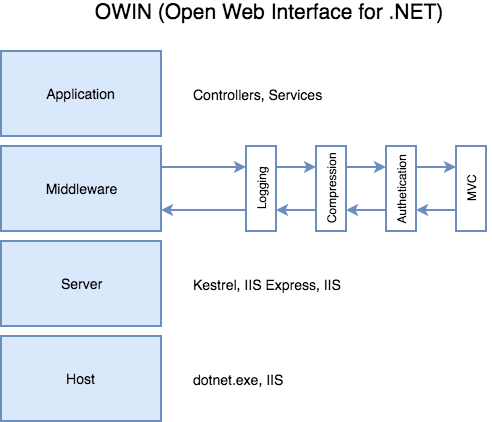 OWIN (Open Web Interface for .NET)
Application
Controllers, Services
Middleware
Logging
Compression
Authetication
MVC
Server
Kestrel, IIS Express, IIS
Host
dotnet.exe, IIS